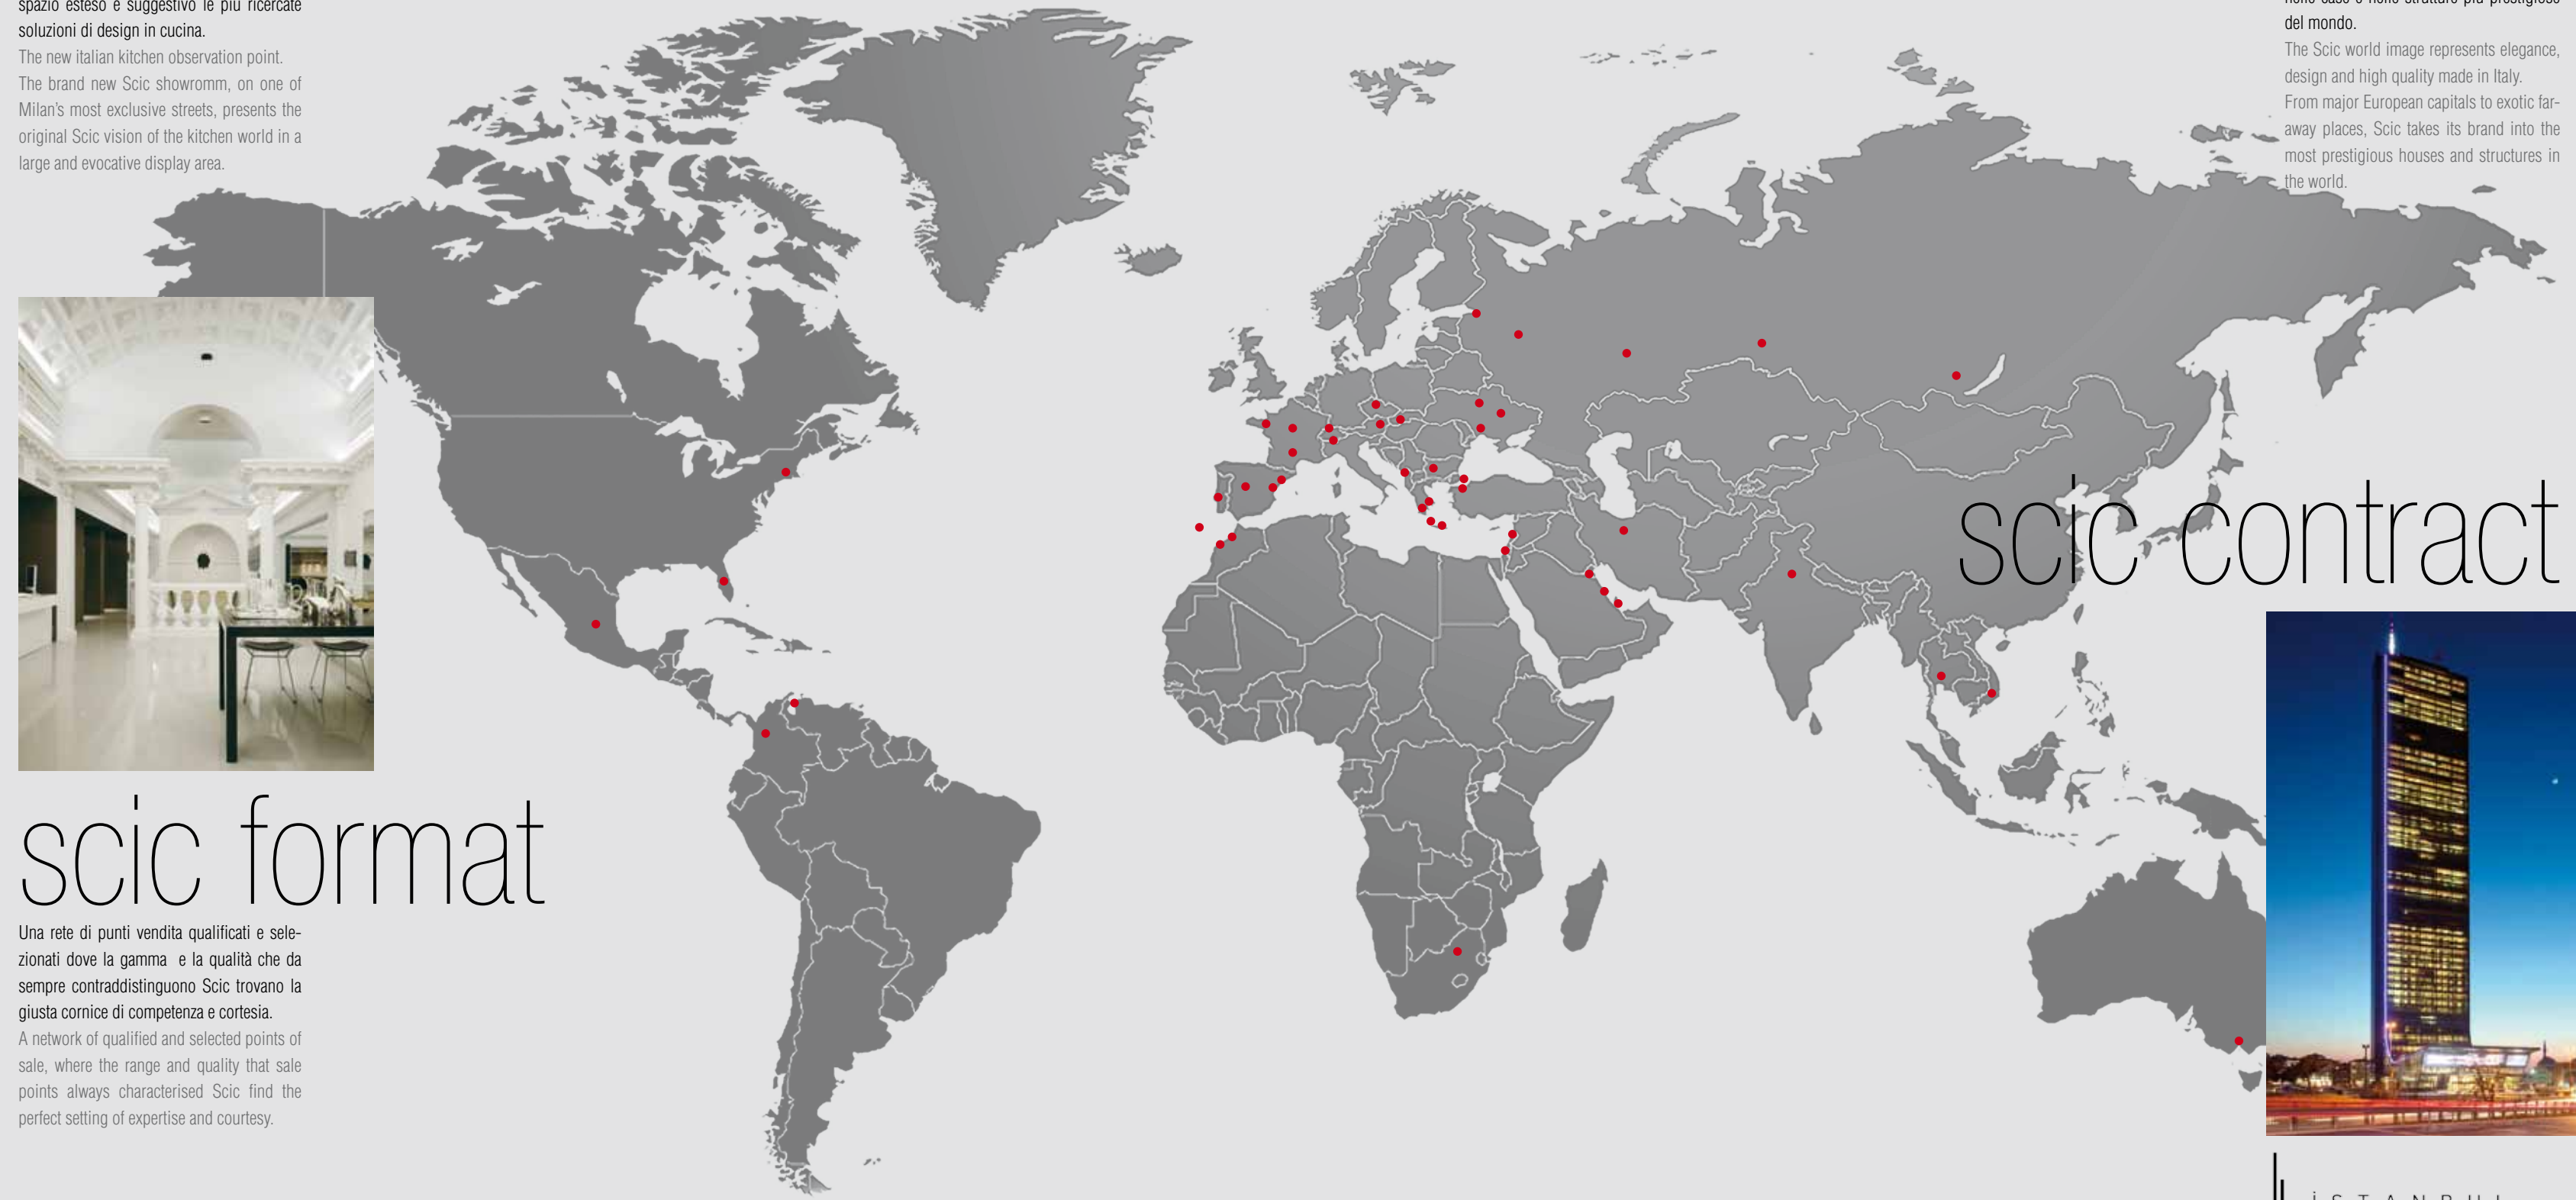 spazio esteso e suggestivo le più ricercate
soluzioni di design in cucina.
The new italian kitchen observation point.
The brand new Scic showromm, on one of
Milan's most exclusive streets, presents the
original Scic vision of the kitchen world in a
large and evocative display area.
scic format
Una rete di punti vendita qualificati e sele-
zionati dove la gamma e la qualità che da
sempre contraddistinguono Scic trovano la
giusta cornice di competenza e cortesia.
A network of qualified and selected points of
sale, where the range and quality that sale
points always characterised Scic find the
perfect setting of expertise and courtesy.
nelle case e nelle strutture più prestigiose
del mondo.
The Scic world image represents elegance,
design and high quality made in Italy.
From major European capitals to exotic far-
away places, Scic takes its brand into the
most prestigious houses and structures in
the world.
scic contract
İSTANBUL